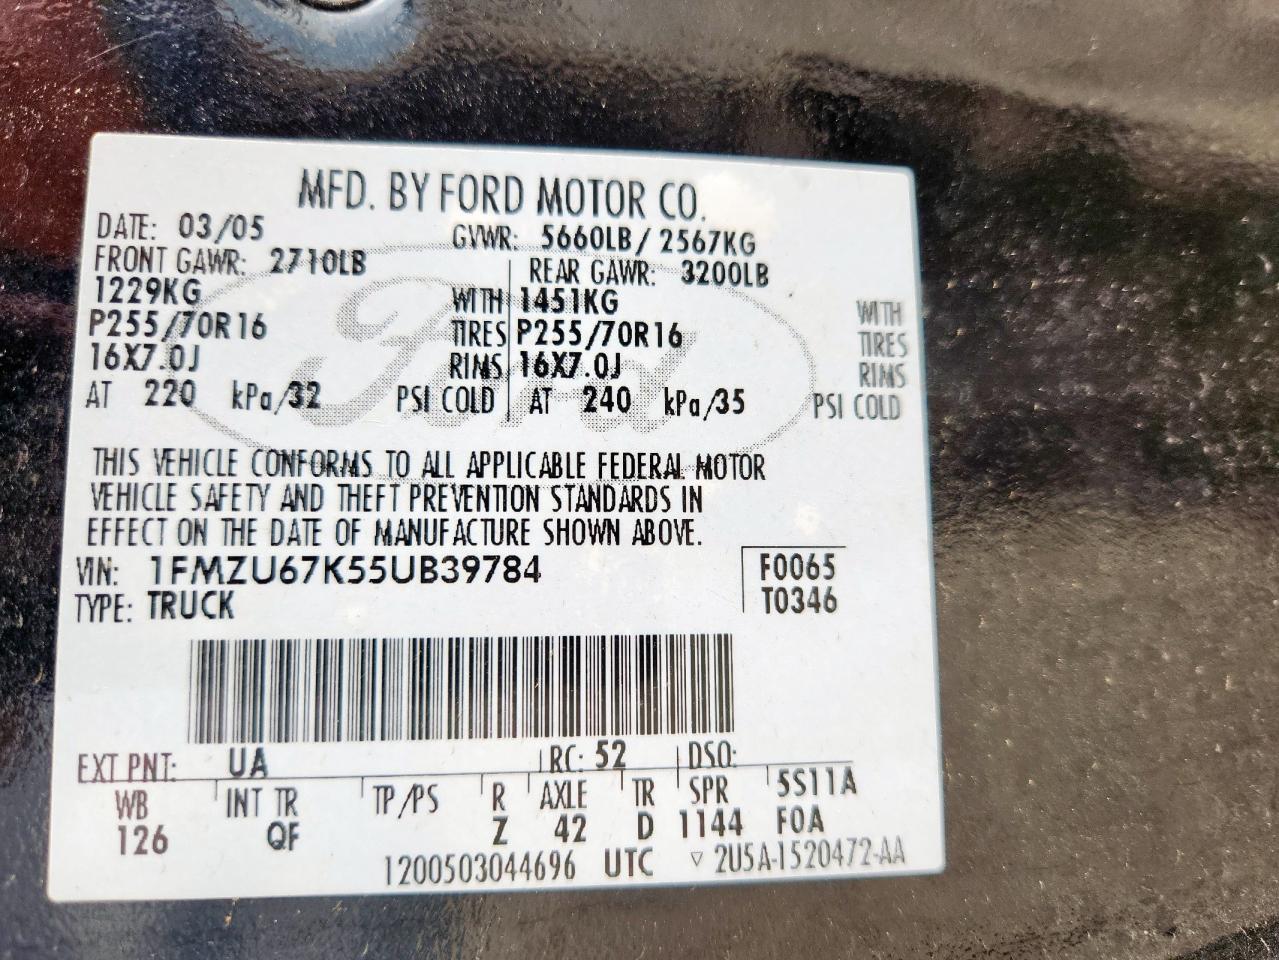 MFD. BY FORD MOTOR CO.
DATE: 03/05 GVWR: 5660LB / 2567KG
FRONT GAWR: 2710LB REAR GAWR: 3200LB
1229KG WITH 1451KG WITH
P255/70R16 TIRES P255/70R16 TIRES
16X7.0J RIMS 16X7.0J RIMS
AT 220 kPa/32 PSI COLD AT 240 kPa/35 PSI COLD
Ford
THIS VEHICLE CONFORMS TO ALL APPLICABLE FEDERAL MOTOR
VEHICLE SAFETY AND THEFT PREVENTION STANDARDS IN
EFFECT ON THE DATE OF MANUFACTURE SHOWN ABOVE.
VIN: 1FMZU67K55UB39784 F0065
TYPE: TRUCK T0346
EXT PNT: UA RC: 52 DSO:
WB INT TR TP/PS R AXLE TR SPR 5S11A
126 QF Z 42 D 1144 F0A
1200503044696 UTC ▽ 2U5A-1520472-AA